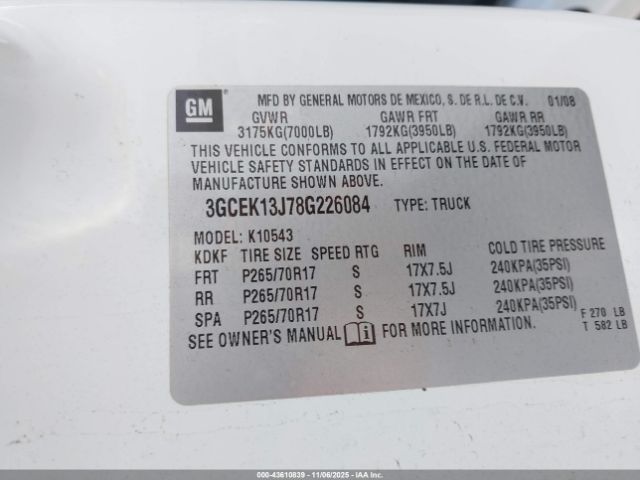 GM
MFD BY GENERAL MOTORS DE MEXICO, S. DE R.L. DE C.V. 01/08
GVWR GAWR FRT GAWR RR
3175KG(7000LB) 1792KG(3950LB) 1792KG(3950LB)
THIS VEHICLE CONFORMS TO ALL APPLICABLE U.S. FEDERAL MOTOR
VEHICLE SAFETY STANDARDS IN EFFECT ON THE DATE OF
MANUFACTURE SHOWN ABOVE.
3GCEK13J78G226084 TYPE: TRUCK
MODEL: K10543
KDKF TIRE SIZE SPEED RTG RIM COLD TIRE PRESSURE
FRT P265/70R17 S 17X7.5J 240KPA(35PSI)
RR P265/70R17 S 17X7.5J 240KPA(35PSI)
SPA P265/70R17 S 17X7J 240KPA(35PSI)
SEE OWNER'S MANUAL FOR MORE INFORMATION.
F 270 LB
T 582 LB
000-43610839 - 11/06/2025 - IAAI.COM